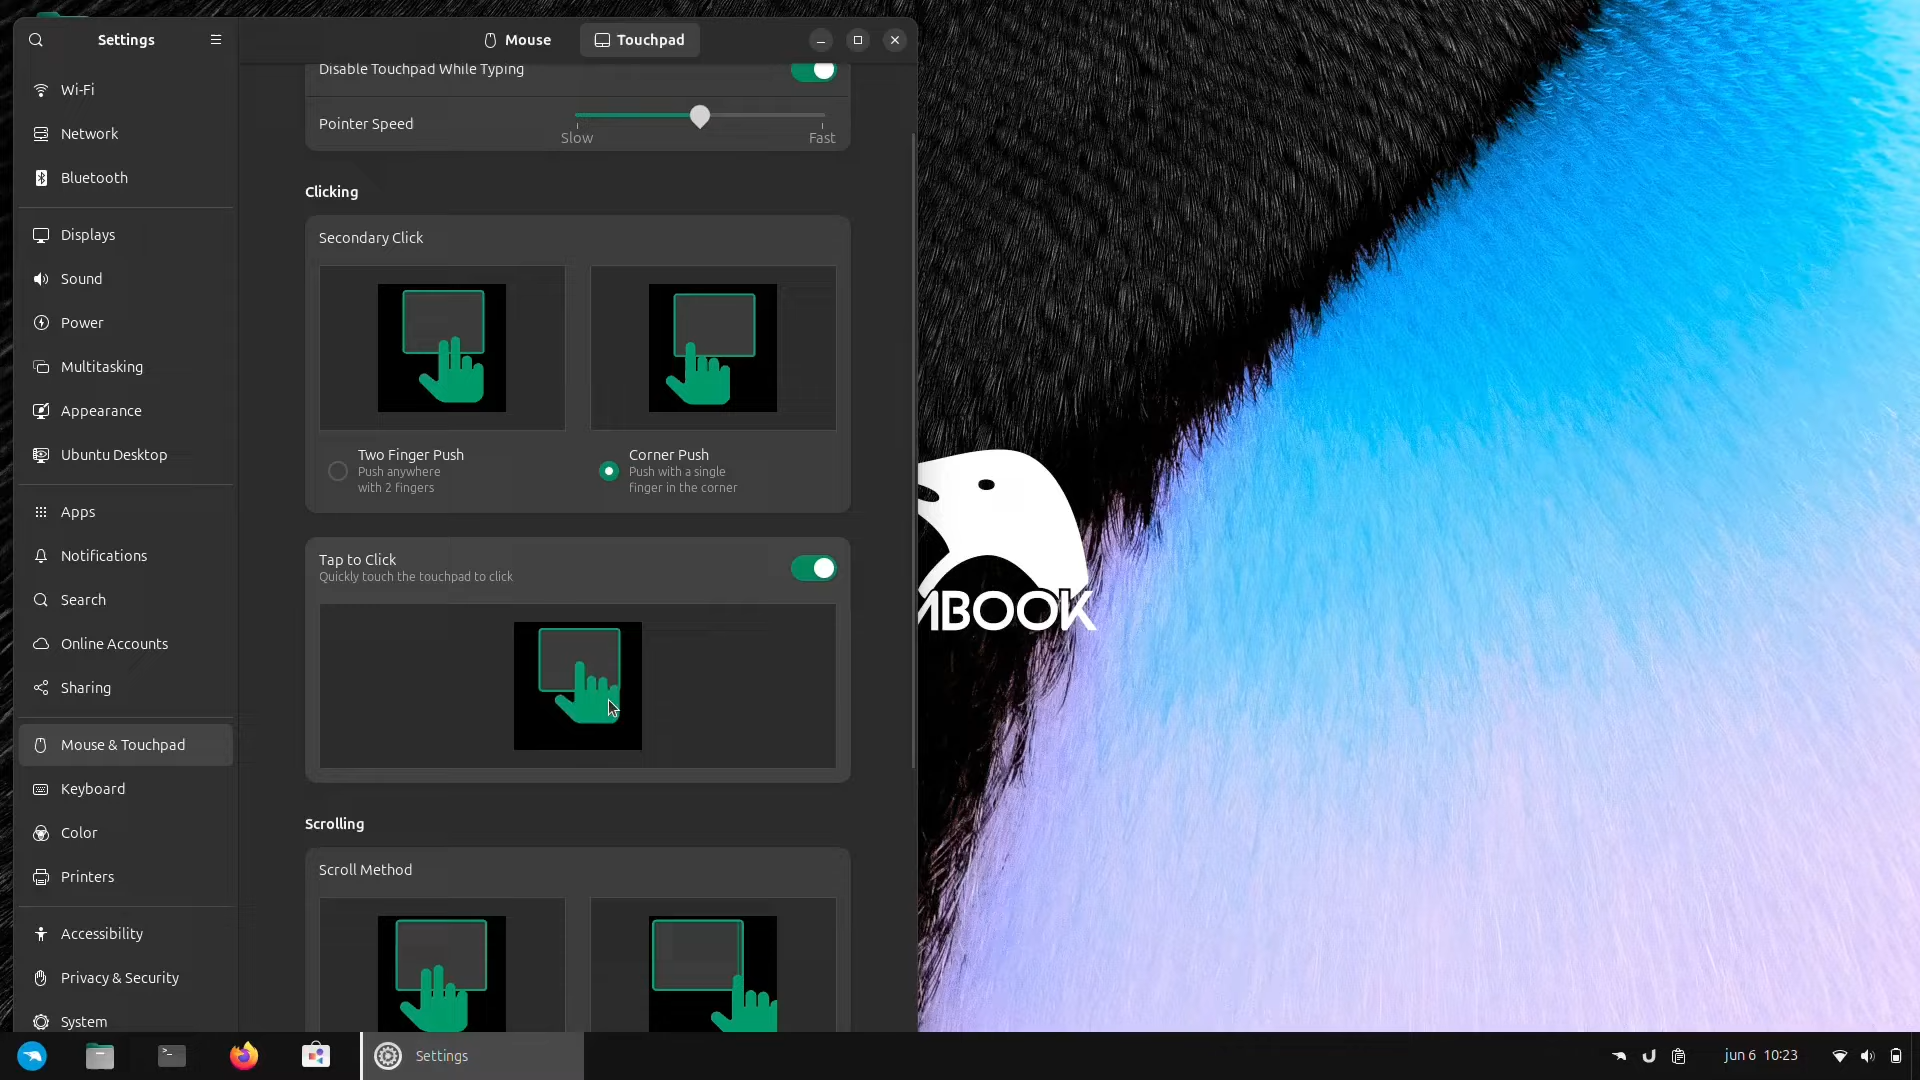 Settings
Mouse
Touchpad
Wi-Fi
Network
Bluetooth
Displays
Sound
Power
Multitasking
Appearance
Ubuntu Desktop
Apps
Notifications
Search
Online Accounts
Sharing
Mouse & Touchpad
Keyboard
Color
Printers
Accessibility
Privacy & Security
System
Disable Touchpad While Typing
Pointer Speed
Slow
Fast
Clicking
Secondary Click
Two Finger Push
Push anywhere
with 2 fingers
Corner Push
Push with a single
finger in the corner
Tap to Click
Quickly touch the touchpad to click
Scrolling
Scroll Method
Settings
jun 6 10:23